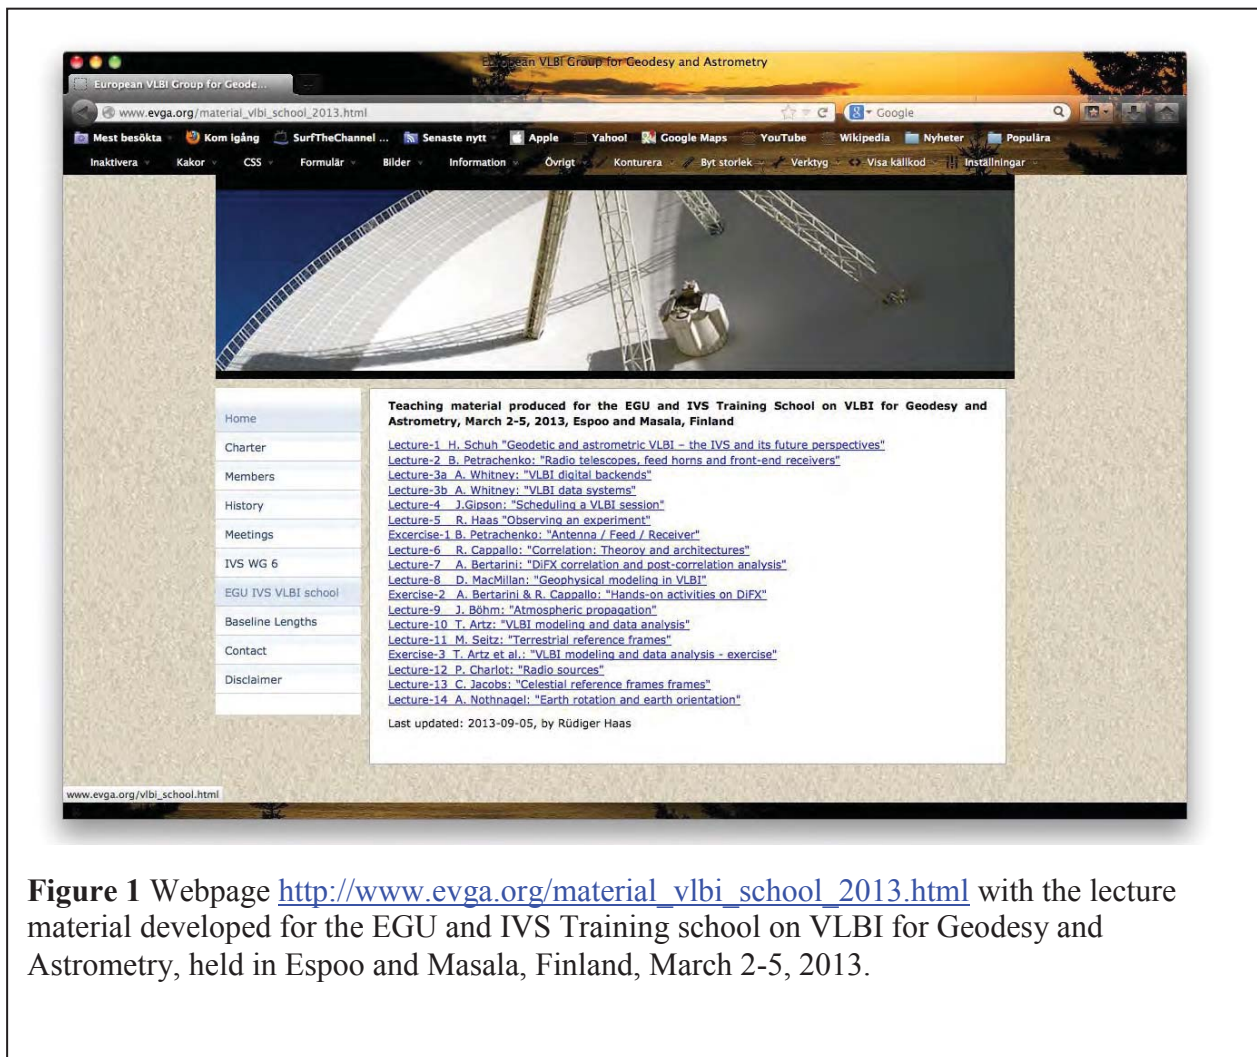 European VLBI Group for Geodesy and Astrometry
European VLBI Group for Geode...
www.evga.org/material_vlbi_school_2013.html
Google
Mest besökta Kom igång SurfTheChannel ... Senaste nytt Apple Yahoo! Google Maps YouTube Wikipedia Nyheter Populära
Inaktivera Kakor CSS Formulär Bilder Information Övrigt Konturera Byt storlek Verktyg Visa källkod Inställningar
Home
Charter
Members
History
Meetings
IVS WG 6
EGU IVS VLBI school
Baseline Lengths
Contact
Disclaimer
Teaching material produced for the EGU and IVS Training School on VLBI for Geodesy and
Astrometry, March 2-5, 2013, Espoo and Masala, Finland
Lecture-1 H. Schuh "Geodetic and astrometric VLBI – the IVS and its future perspectives"
Lecture-2 B. Petrachenko: "Radio telescopes, feed horns and front-end receivers"
Lecture-3a A. Whitney: "VLBI digital backends"
Lecture-3b A. Whitney: "VLBI data systems"
Lecture-4 J.Gipson: "Scheduling a VLBI session"
Lecture-5 R. Haas "Observing an experiment"
Excercise-1 B. Petrachenko: "Antenna / Feed / Receiver"
Lecture-6 R. Cappallo: "Correlation: Theoroy and architectures"
Lecture-7 A. Bertarini: "DiFX correlation and post-correlation analysis"
Lecture-8 D. MacMillan: "Geophysical modeling in VLBI"
Exercise-2 A. Bertarini & R. Cappallo: "Hands-on activities on DiFX"
Lecture-9 J. Böhm: "Atmospheric propagation"
Lecture-10 T. Artz: "VLBI modeling and data analysis"
Lecture-11 M. Seitz: "Terrestrial reference frames"
Exercise-3 T. Artz et al.: "VLBI modeling and data analysis - exercise"
Lecture-12 P. Charlot: "Radio sources"
Lecture-13 C. Jacobs: "Celestial reference frames frames"
Lecture-14 A. Nothnagel: "Earth rotation and earth orientation"
Last updated: 2013-09-05, by Rüdiger Haas
www.evga.org/vlbi_school.html
Figure 1 Webpage http://www.evga.org/material_vlbi_school_2013.html with the lecture
material developed for the EGU and IVS Training school on VLBI for Geodesy and
Astrometry, held in Espoo and Masala, Finland, March 2-5, 2013.